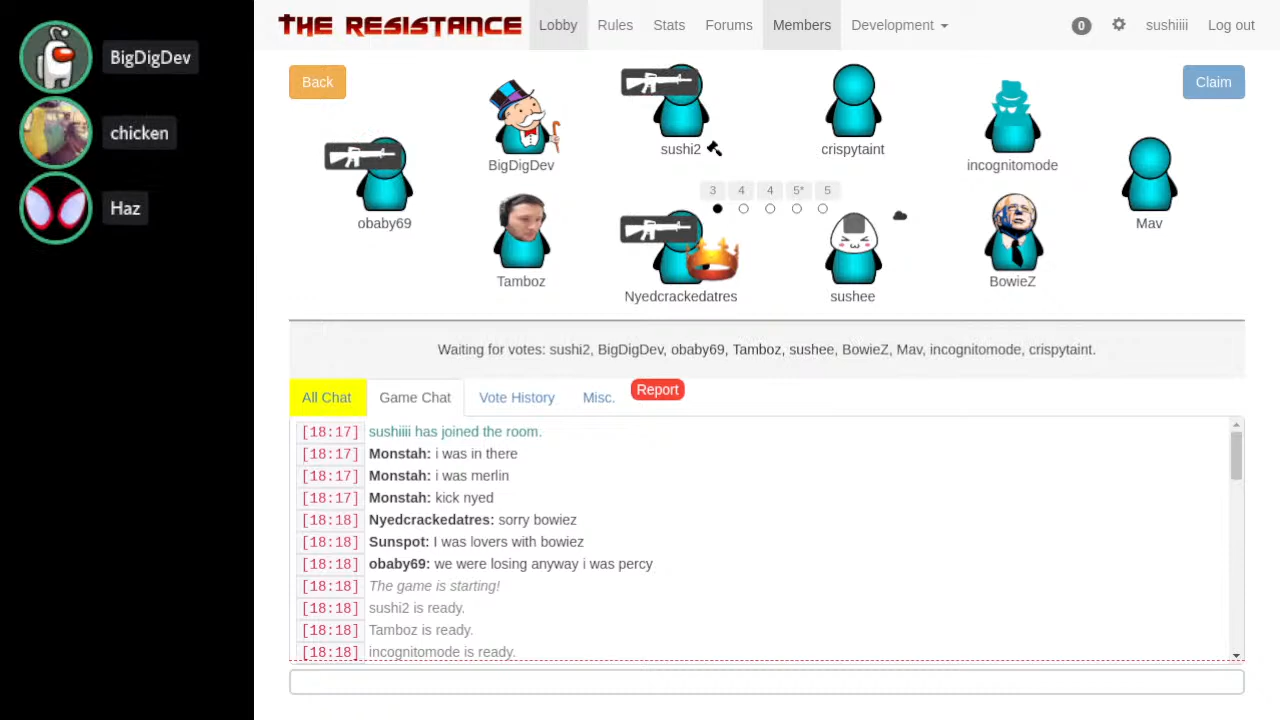 BigDigDev
chicken
Haz
THE RESISTANCE
Lobby
Rules
Stats
Forums
Members
Development
0
sushiiii
Log out
Back
Claim
BigDigDev
sushi2
crispytaint
incognitomode
obaby69
Mav
3 4 4 5* 5
Tamboz
Nyedcrackedatres
sushee
BowieZ
Waiting for votes: sushi2, BigDigDev, obaby69, Tamboz, sushee, BowieZ, Mav, incognitomode, crispytaint.
All Chat
Game Chat
Vote History
Misc.
Report
[18:17] sushiiii has joined the room.
[18:17] Monstah: i was in there
[18:17] Monstah: i was merlin
[18:17] Monstah: kick nyed
[18:18] Nyedcrackedatres: sorry bowiez
[18:18] Sunspot: I was lovers with bowiez
[18:18] obaby69: we were losing anyway i was percy
[18:18] The game is starting!
[18:18] sushi2 is ready.
[18:18] Tamboz is ready.
[18:18] incognitomode is ready.